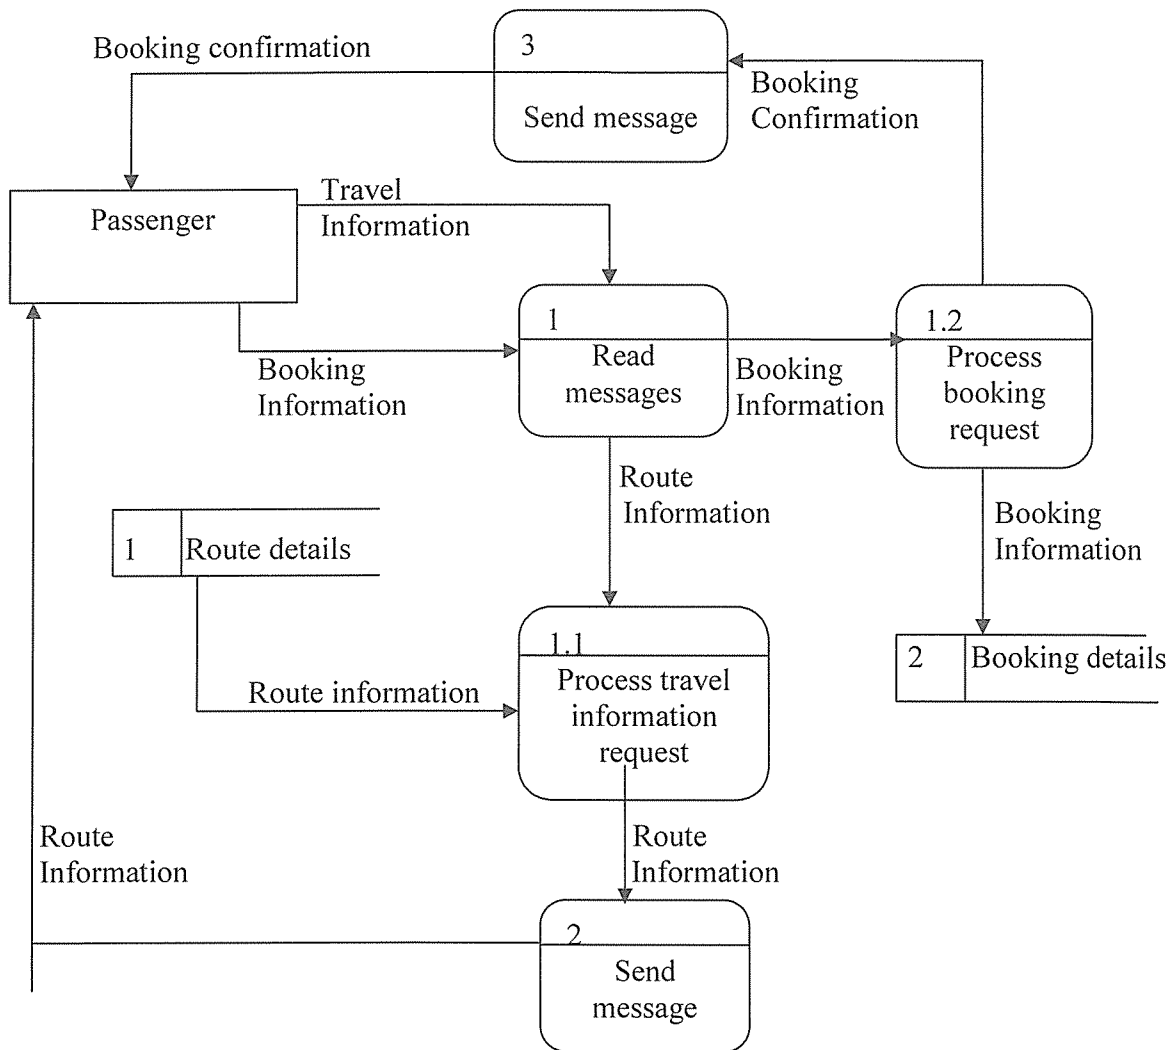 3
Booking confirmation
Booking
Confirmation
Send message
Travel
Information
Passenger
1
Read
messages
1.2
Process
booking
request
Booking
Information
Booking
Information
Route
Information
Booking
Information
1
Route details
1.1
Process travel
information
request
2
Booking details
Route information
Route
Information
Route
Information
2
Send
message